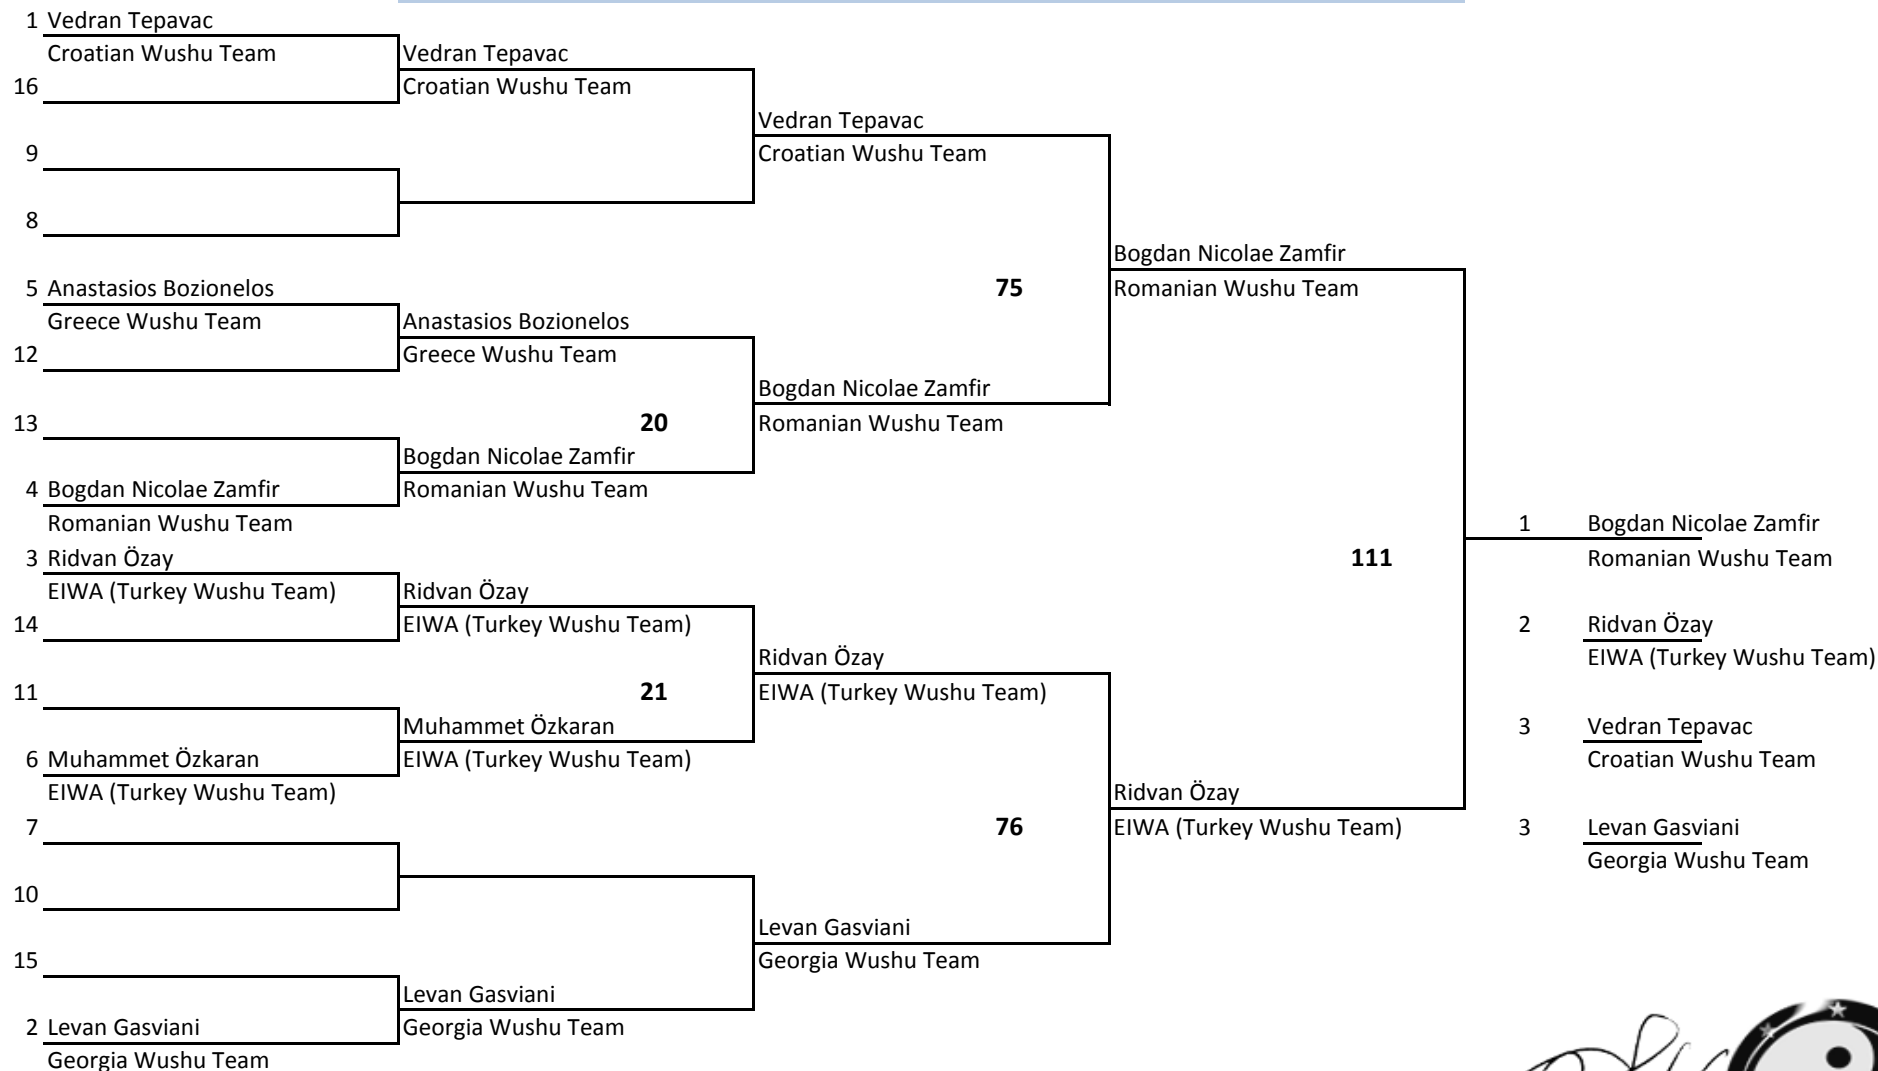 1 Vedran Tepavac
Croatian Wushu Team
Vedran Tepavac
16
Croatian Wushu Team
Vedran Tepavac
9
Croatian Wushu Team
8
Bogdan Nicolae Zamfir
5 Anastasios Bozionelos
75
Romanian Wushu Team
Greece Wushu Team
Anastasios Bozionelos
12
Greece Wushu Team
Bogdan Nicolae Zamfir
13
20
Romanian Wushu Team
Bogdan Nicolae Zamfir
4 Bogdan Nicolae Zamfir
Romanian Wushu Team
Romanian Wushu Team
1 Bogdan Nicolae Zamfir
3 Ridvan Özay
111
Romanian Wushu Team
EIWA (Turkey Wushu Team)
Ridvan Özay
14
EIWA (Turkey Wushu Team)
2 Ridvan Özay
Ridvan Özay
EIWA (Turkey Wushu Team)
11
21
EIWA (Turkey Wushu Team)
Muhammet Özkaran
3 Vedran Tepavac
6 Muhammet Özkaran
EIWA (Turkey Wushu Team)
Croatian Wushu Team
EIWA (Turkey Wushu Team)
Ridvan Özay
7
76
EIWA (Turkey Wushu Team)
3 Levan Gasviani
Georgia Wushu Team
10
Levan Gasviani
15
Georgia Wushu Team
Levan Gasviani
2 Levan Gasviani
Georgia Wushu Team
Georgia Wushu Team